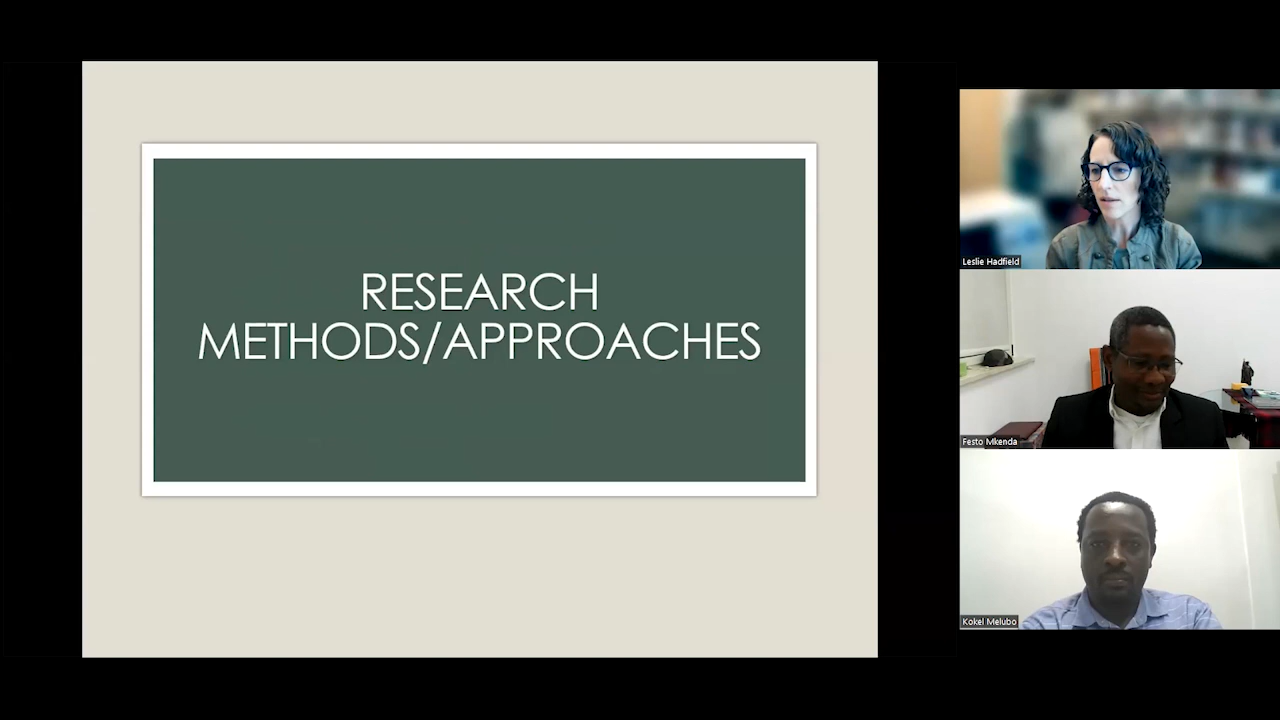 RESEARCH
METHODS/APPROACHES
Leslie Hadfield
Festo Mkenda
Kokel Melubo